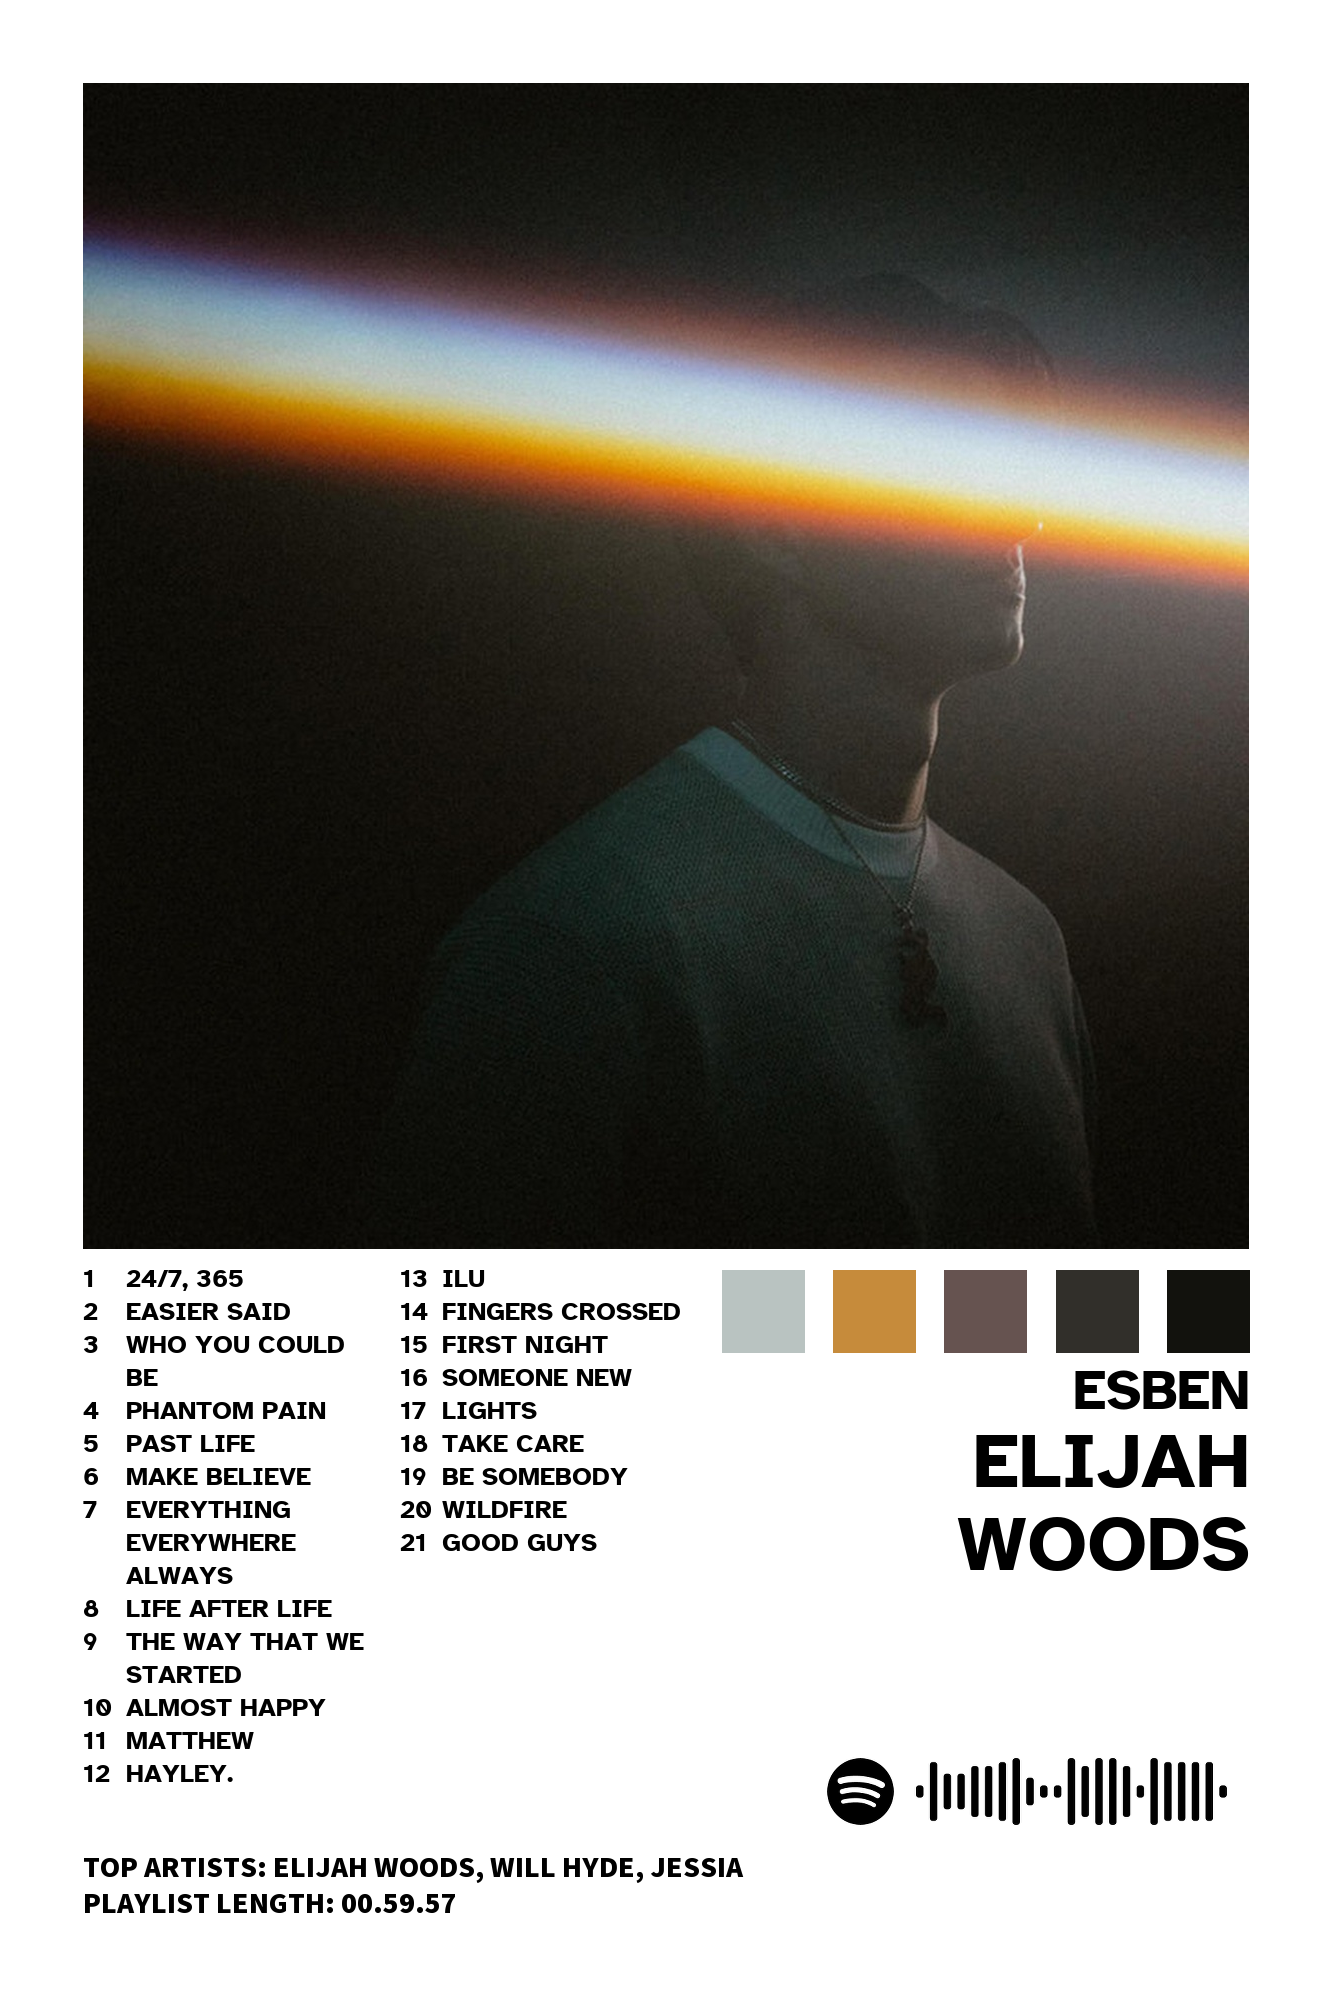 1 24/7, 365
2 EASIER SAID
3 WHO YOU COULD
BE
4 PHANTOM PAIN
5 PAST LIFE
6 MAKE BELIEVE
7 EVERYTHING
EVERYWHERE
ALWAYS
8 LIFE AFTER LIFE
9 THE WAY THAT WE
STARTED
10 ALMOST HAPPY
11 MATTHEW
12 HAYLEY.
13 ILU
14 FINGERS CROSSED
15 FIRST NIGHT
16 SOMEONE NEW
17 LIGHTS
18 TAKE CARE
19 BE SOMEBODY
20 WILDFIRE
21 GOOD GUYS
ESBEN
ELIJAH
WOODS
TOP ARTISTS: ELIJAH WOODS, WILL HYDE, JESSIA
PLAYLIST LENGTH: 00.59.57